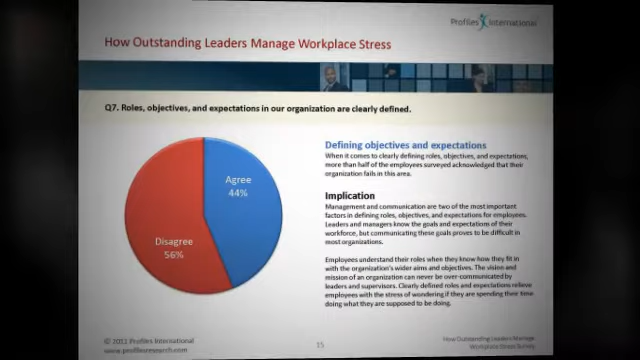 Profiles International
How Outstanding Leaders Manage Workplace Stress
Q7. Roles, objectives, and expectations in our organization are clearly defined.
Agree
44%
Disagree
56%
Defining objectives and expectations
When it comes to clearly defining roles, objectives, and expectations,
more than half of the employees surveyed acknowledged that their
organization fails in this area.
Implication
Management and communication are two of the most important
factors in defining roles, objectives, and expectations for employees.
Leaders and managers know the goals and expectations of their
workforce, but communicating these goals proves to be difficult in
most organizations.
Employees understand their roles when they know how they fit in
with the organization's wider aims and objectives. The vision and
mission of an organization can never be over-communicated by
leaders and supervisors. Clearly defined roles and expectations relieve
employees with the stress of wondering if they are spending their time
doing what they are supposed to be doing.
© 2011 Profiles International
www.profilesresearch.com
15
How Outstanding Leaders Manage
Workplace Stress Survey